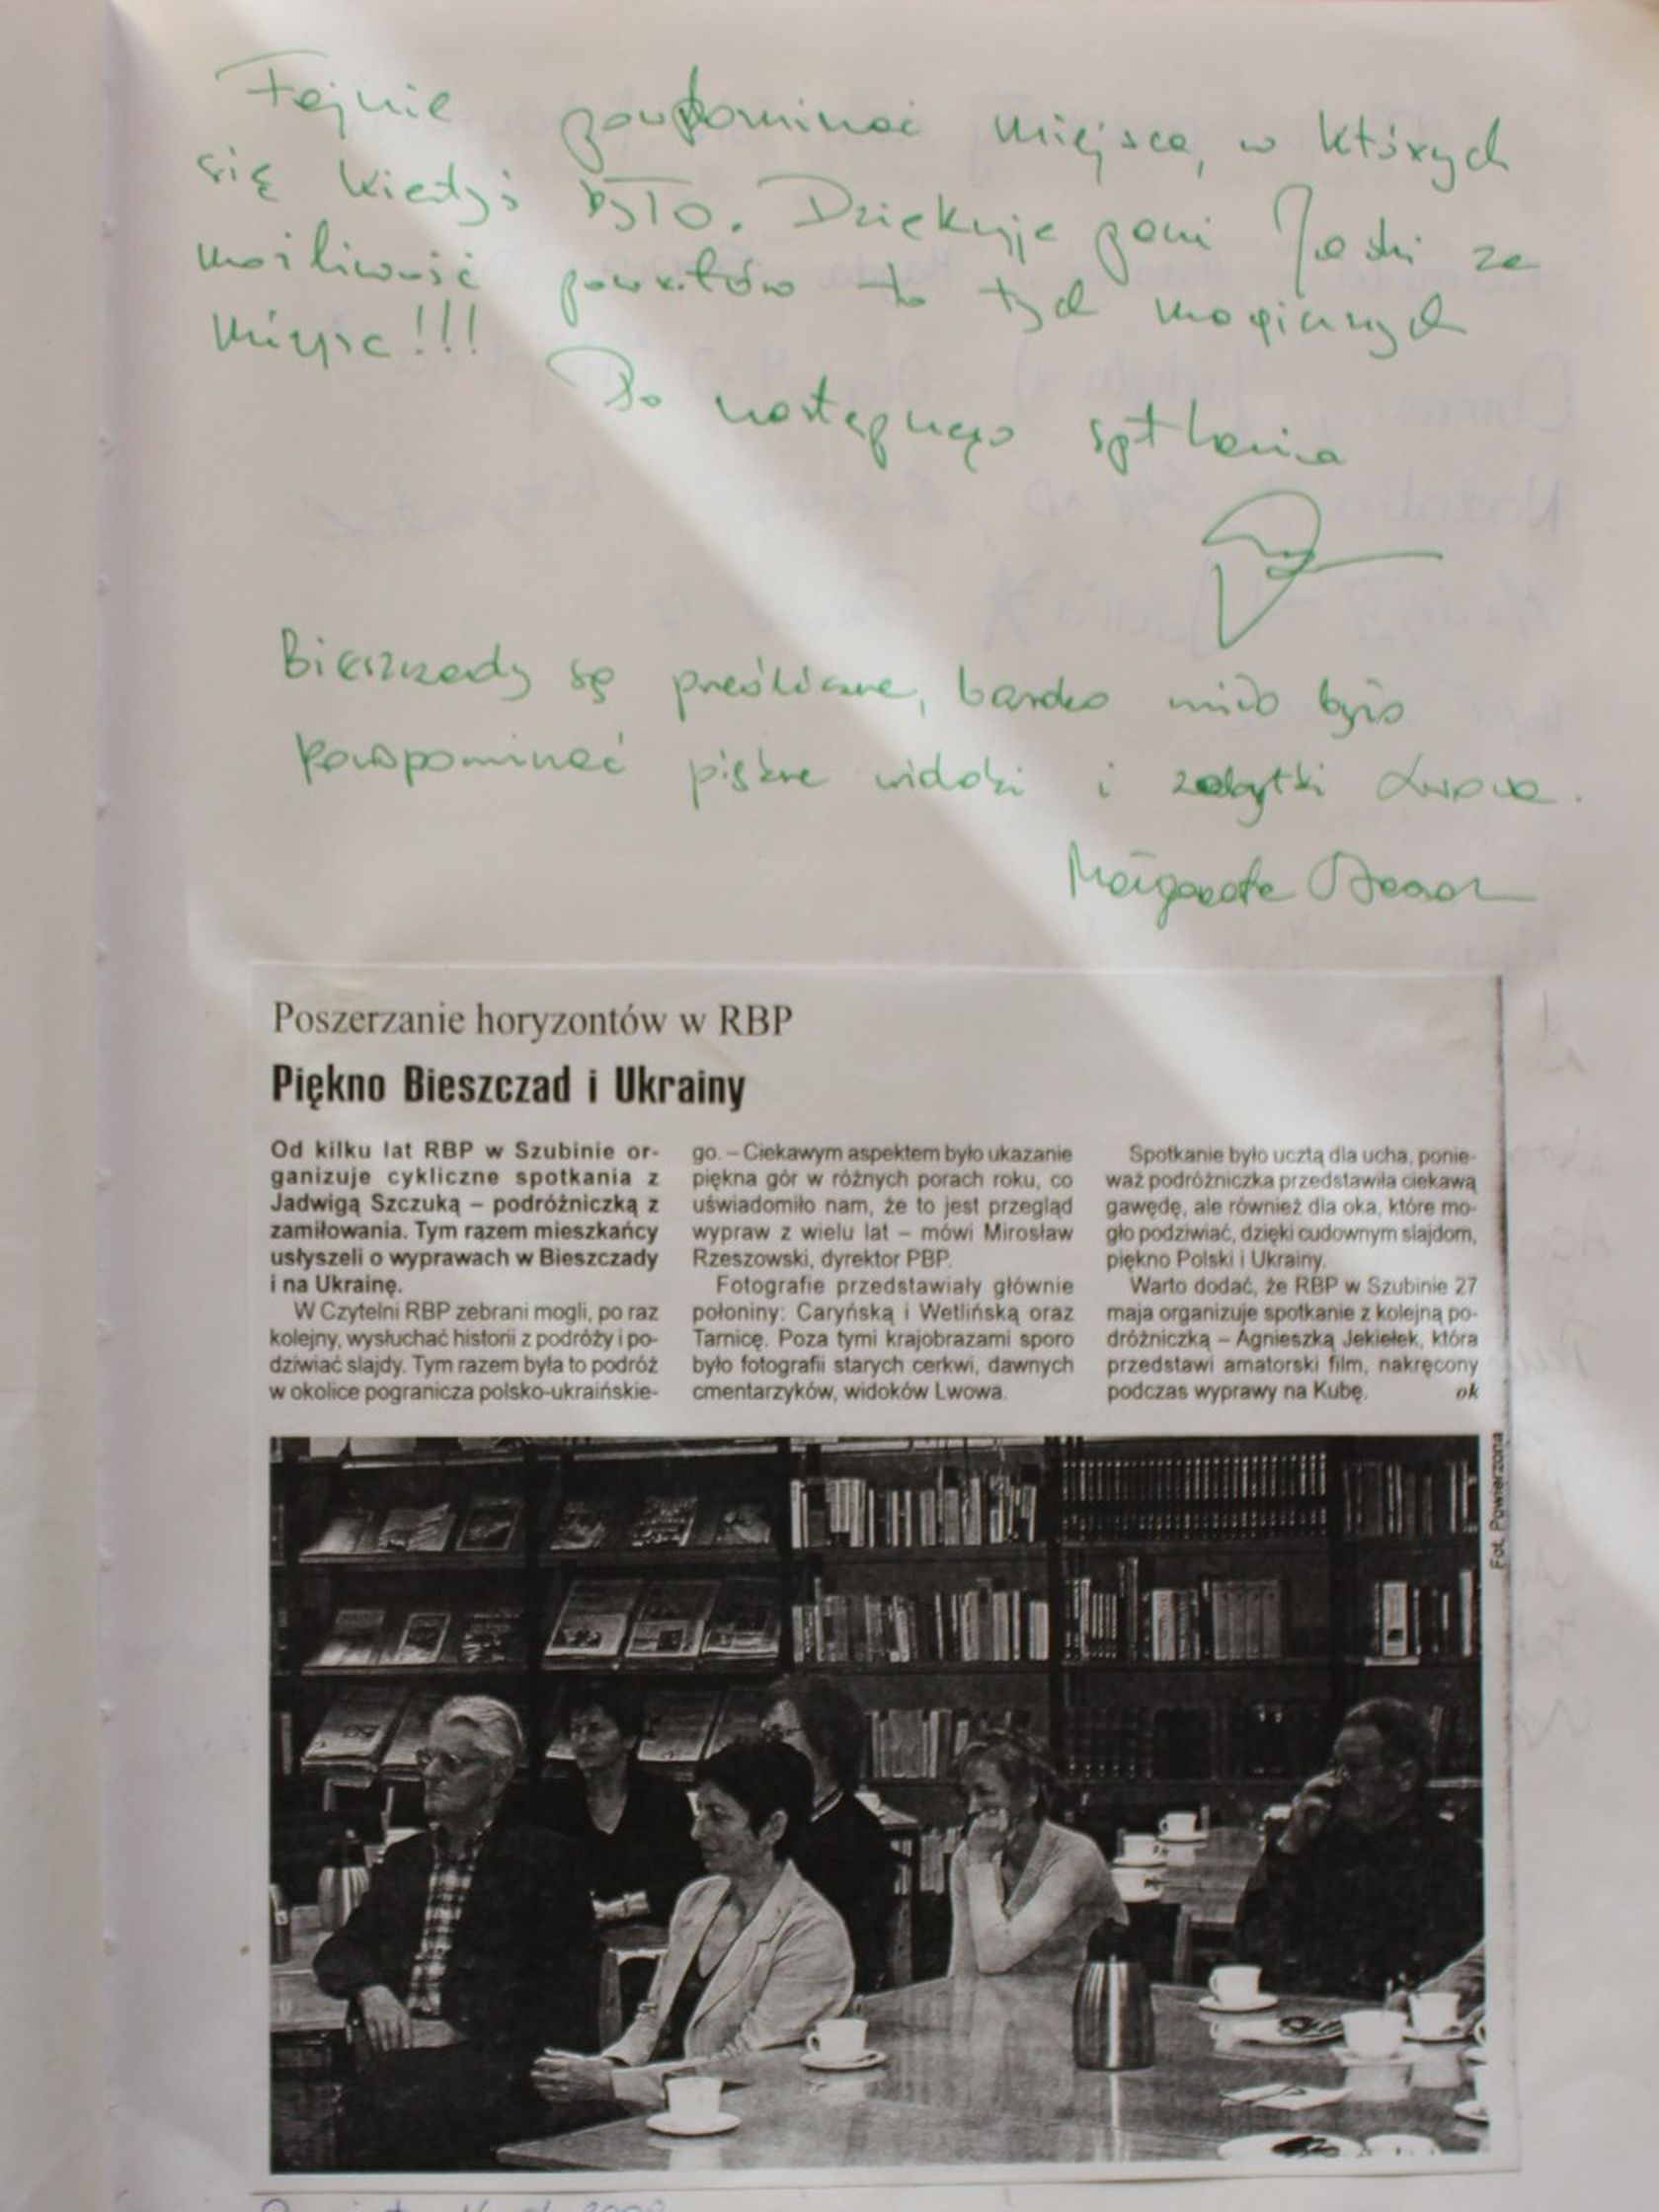 Fajnie powspominać miejsca, w których
się kiedyś było. Dziękuję pani Jadzi za
możliwość powrotów do tych magicznych
miejsc!!!
Do następnego spotkania
Bieszczady są prześliczne, bardzo miło było
powspominać piękne widoki i zabytki Lwowa.
Małgorzata
Poszerzanie horyzontów w RBP
Piękno Bieszczad i Ukrainy
Od kilku lat RBP w Szubinie or-
ganizuje cykliczne spotkania z
Jadwigą Szczuką – podróżniczką z
zamiłowania. Tym razem mieszkańcy
usłyszeli o wyprawach w Bieszczady
i na Ukrainę.
W Czytelni RBP zebrani mogli, po raz
kolejny, wysłuchać historii z podróży i po-
dziwiać slajdy. Tym razem była to podróż
w okolice pogranicza polsko-ukraińskie-
go. – Ciekawym aspektem było ukazanie
piękna gór w różnych porach roku, co
uświadomiło nam, że to jest przegląd
wypraw z wielu lat – mówi Mirosław
Rzeszowski, dyrektor PBP.
Fotografie przedstawiały głównie
połoniny: Caryńską i Wetlińską oraz
Tarnicę. Poza tymi krajobrazami sporo
było fotografii starych cerkwi, dawnych
cmentarzyków, widoków Lwowa.
Spotkanie było ucztą dla ucha, ponie-
waż podróżniczka przedstawiła ciekawą
gawędę, ale również dla oka, które mo-
gło podziwiać, dzięki cudownym slajdom,
piękno Polski i Ukrainy.
Warto dodać, że RBP w Szubinie 27
maja organizuje spotkanie z kolejną po-
dróżniczką – Agnieszką Jekiełek, która
przedstawi amatorski film, nakręcony
podczas wyprawy na Kubę. ok
Fot. Powierzona